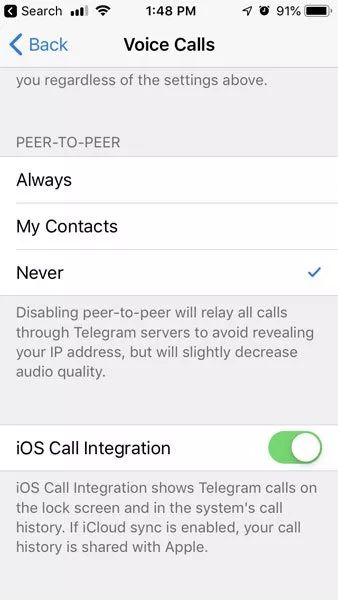 Search 1:48 PM 91%
Back Voice Calls
you regardless of the settings above.
PEER-TO-PEER
Always
My Contacts
Never
Disabling peer-to-peer will relay all calls
through Telegram servers to avoid revealing
your IP address, but will slightly decrease
audio quality.
iOS Call Integration
iOS Call Integration shows Telegram calls on
the lock screen and in the system's call
history. If iCloud sync is enabled, your call
history is shared with Apple.